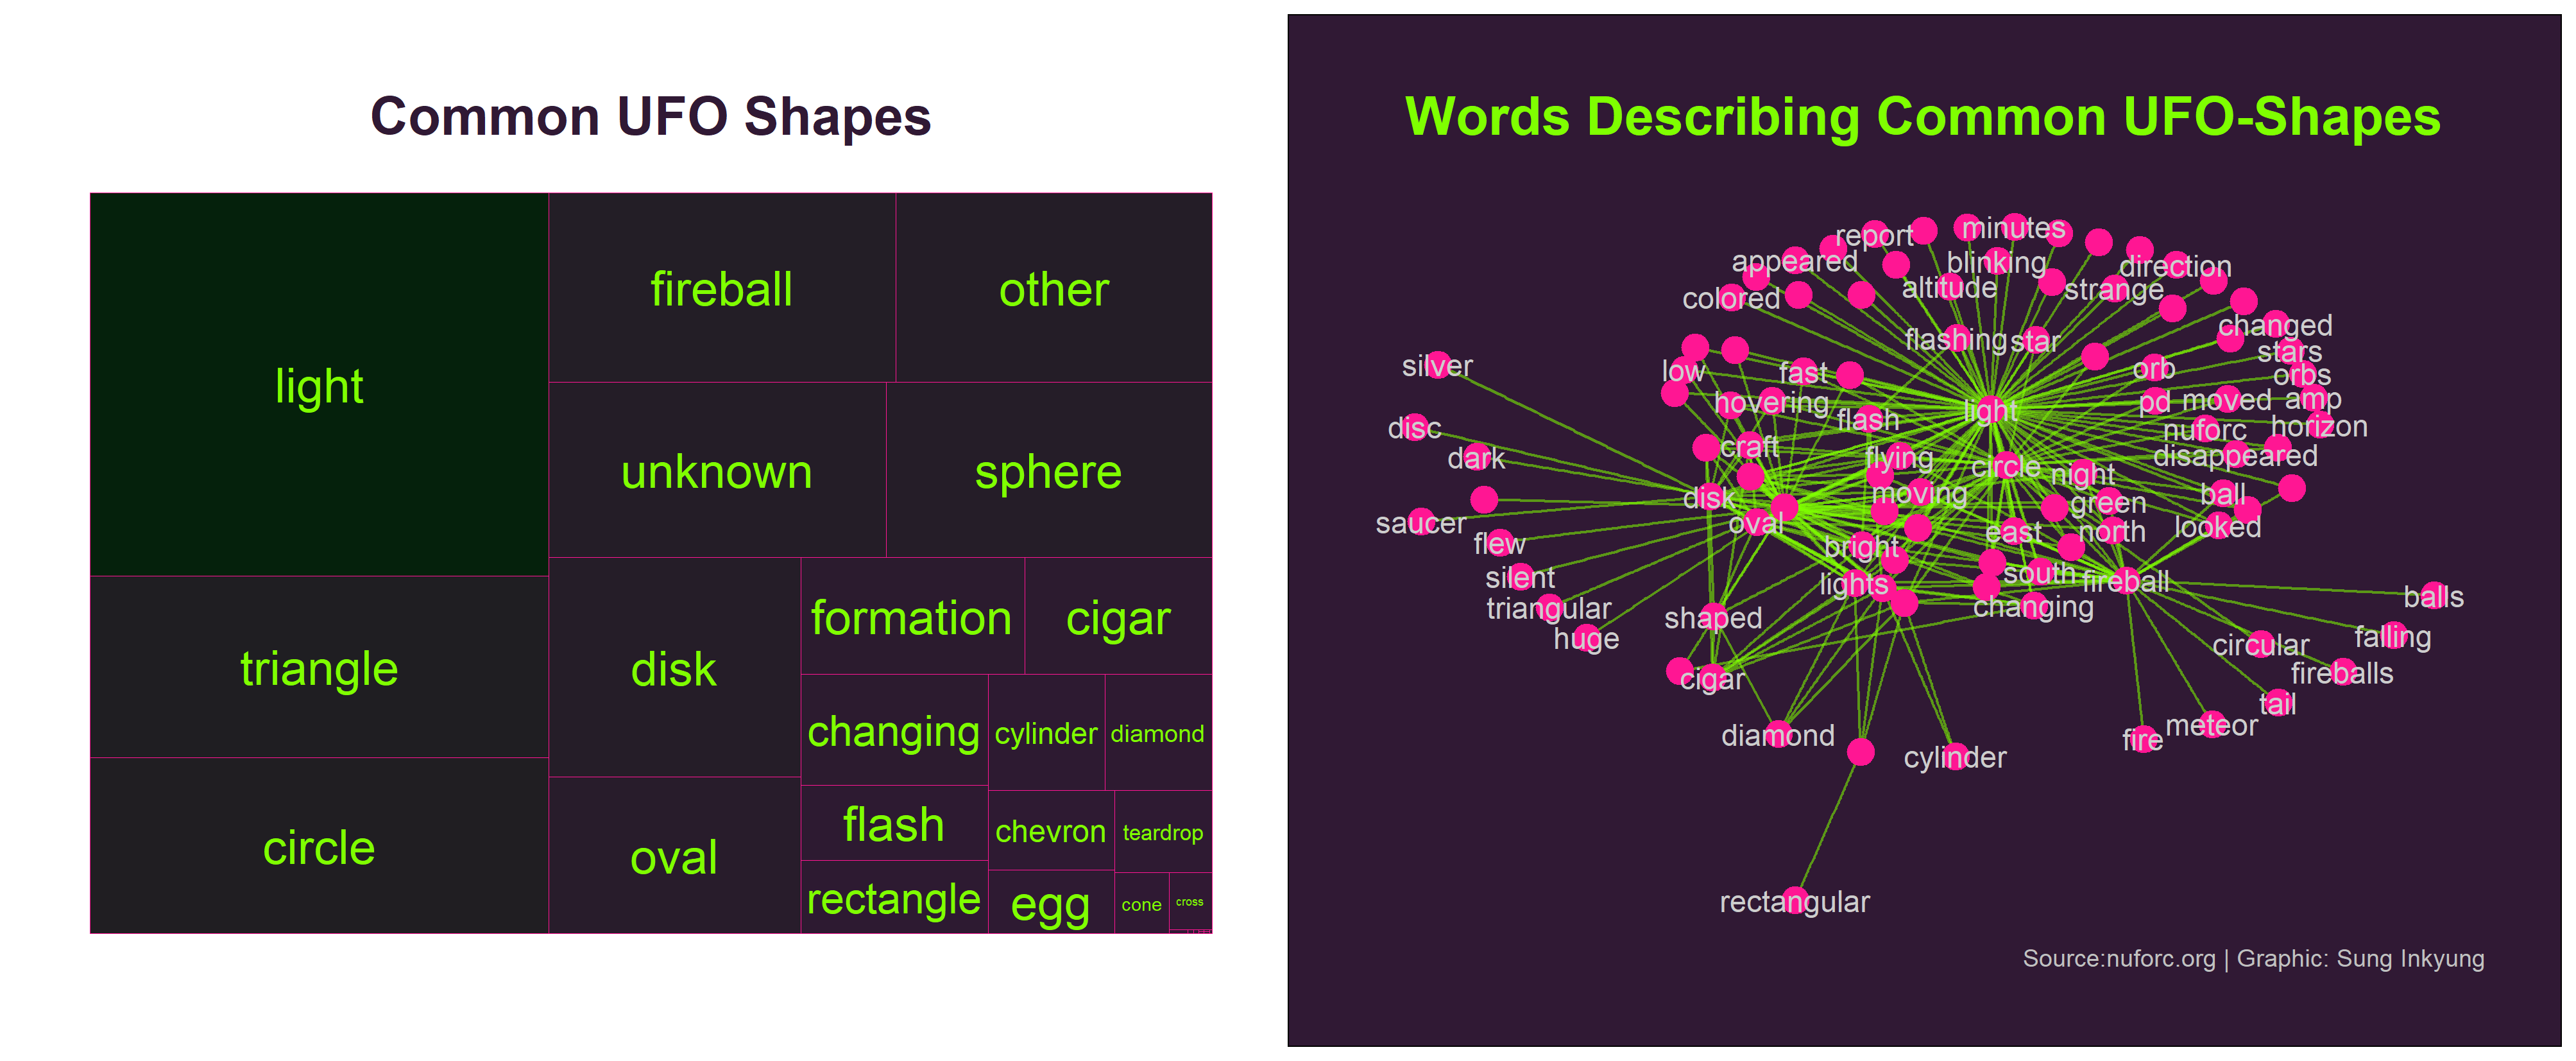 Common UFO Shapes
light
triangle
circle
fireball
other
unknown
sphere
disk
oval
formation
cigar
changing
cylinder
diamond
flash
rectangle
chevron
teardrop
egg
cone
cross
Words Describing Common UFO-Shapes
minutes
report
appeared
blinking
direction
colored
altitude
strange
flashing
star
changed
stars
silver
low
fast
orb
orbs
hovering
light
pd
moved
amp
disc
flash
nuforc
horizon
craft
dark
flying
circle
night
disappeared
disk
moving
green
ball
saucer
oval
east
north
looked
flew
bright
silent
lights
south
fireball
triangular
changing
balls
huge
shaped
circular
falling
cigar
fireballs
tail
diamond
meteor
fire
cylinder
rectangular
Source:nuforc.org | Graphic: Sung Inkyung